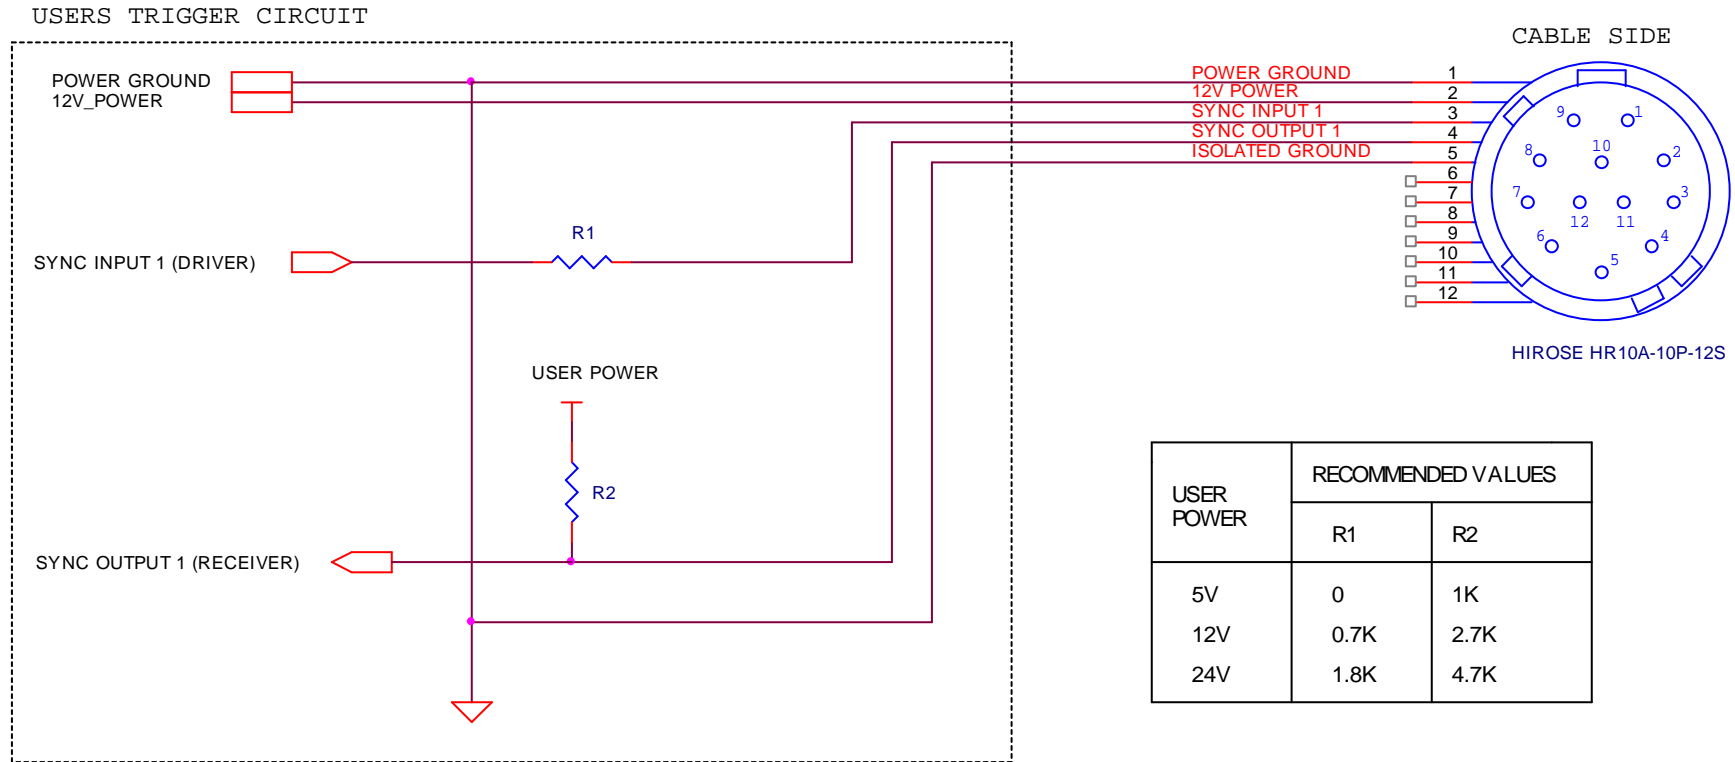 USERS TRIGGER CIRCUIT
CABLE SIDE
POWER GROUND
12V_POWER
POWER GROUND 1
12V POWER 2
SYNC INPUT 1 3
SYNC OUTPUT 1 4
ISOLATED GROUND 5
6
7
8
9
10
11
12
9 1
8 10 2
7 12 11 3
6 4
5
HIROSE HR10A-10P-12S
R1
SYNC INPUT 1 (DRIVER)
USER POWER
R2
SYNC OUTPUT 1 (RECEIVER)
USER POWER
RECOMMENDED VALUES
R1 R2
5V 0 1K
12V 0.7K 2.7K
24V 1.8K 4.7K